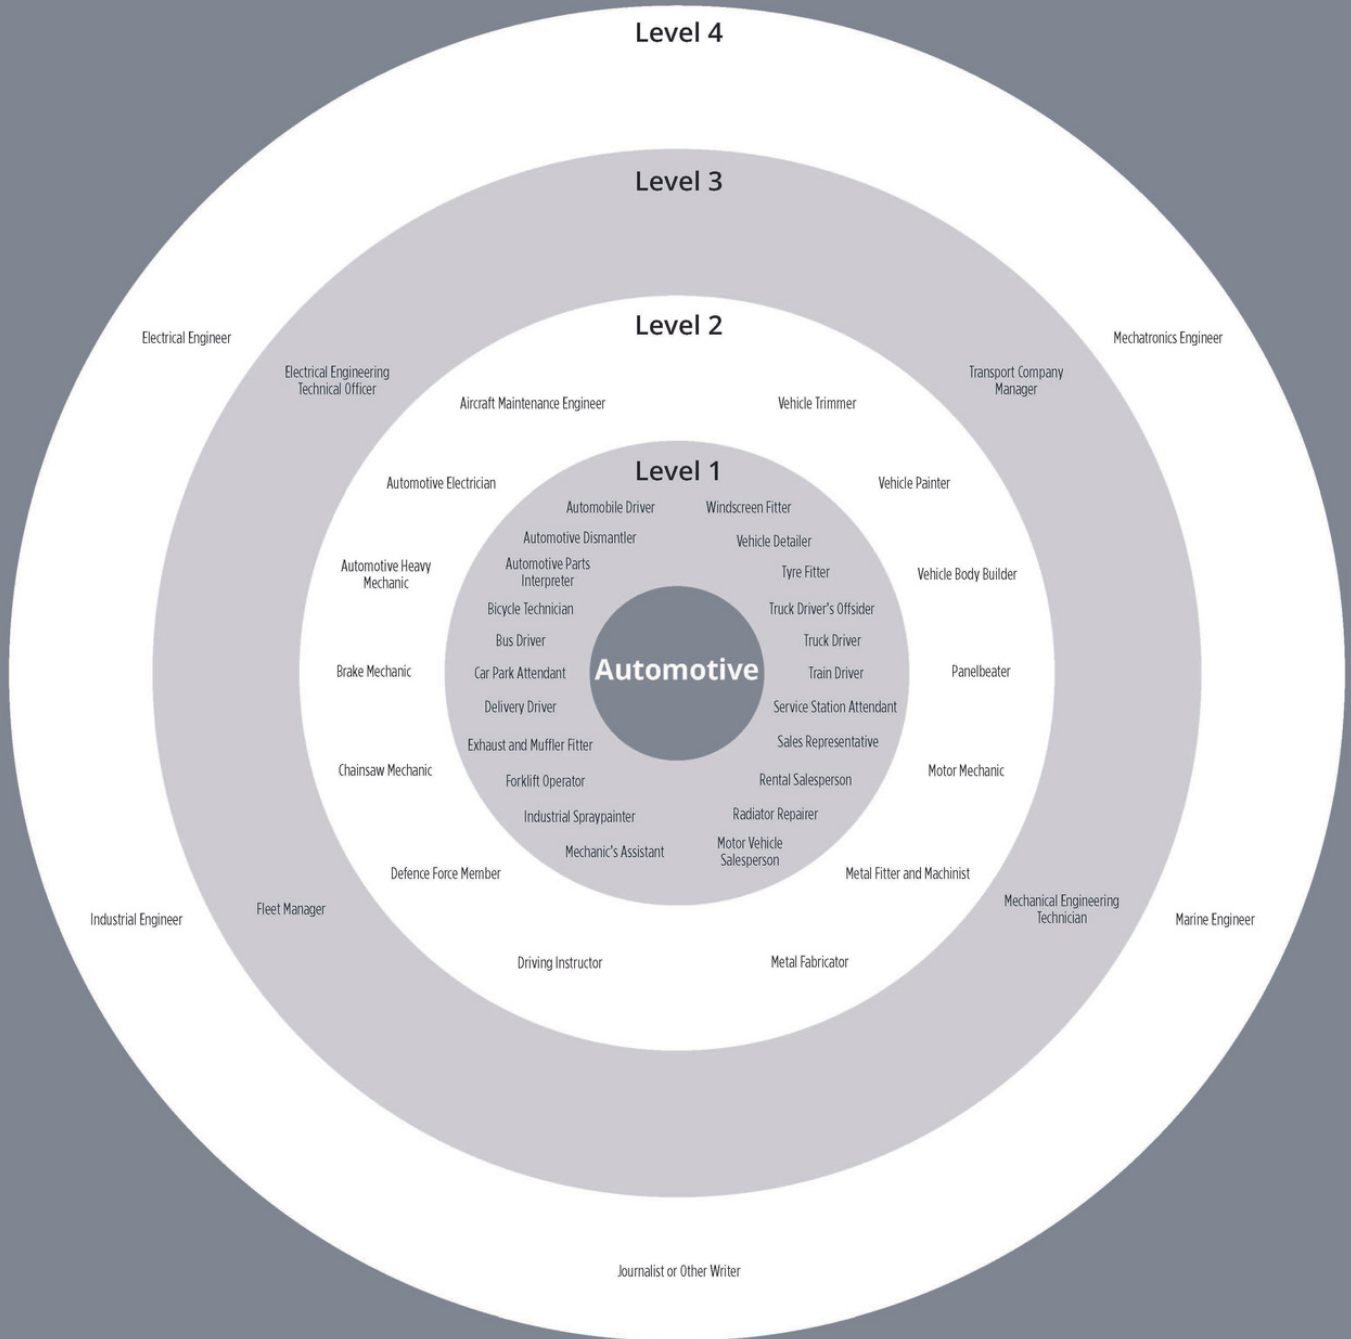 Level 4
Level 3
Level 2
Level 1
Automotive
Electrical Engineer
Mechatronics Engineer
Industrial Engineer
Marine Engineer
Journalist or Other Writer
Electrical Engineering
Technical Officer
Transport Company
Manager
Fleet Manager
Mechanical Engineering
Technician
Aircraft Maintenance Engineer
Vehicle Trimmer
Automotive Electrician
Vehicle Painter
Automotive Heavy
Mechanic
Vehicle Body Builder
Brake Mechanic
Panelbeater
Chainsaw Mechanic
Motor Mechanic
Defence Force Member
Metal Fitter and Machinist
Driving Instructor
Metal Fabricator
Automobile Driver
Windscreen Fitter
Automotive Dismantler
Vehicle Detailer
Automotive Parts
Interpreter
Tyre Fitter
Bicycle Technician
Truck Driver's Offsider
Bus Driver
Truck Driver
Car Park Attendant
Train Driver
Delivery Driver
Service Station Attendant
Exhaust and Muffler Fitter
Sales Representative
Forklift Operator
Rental Salesperson
Industrial Spraypainter
Radiator Repairer
Mechanic's Assistant
Motor Vehicle
Salesperson